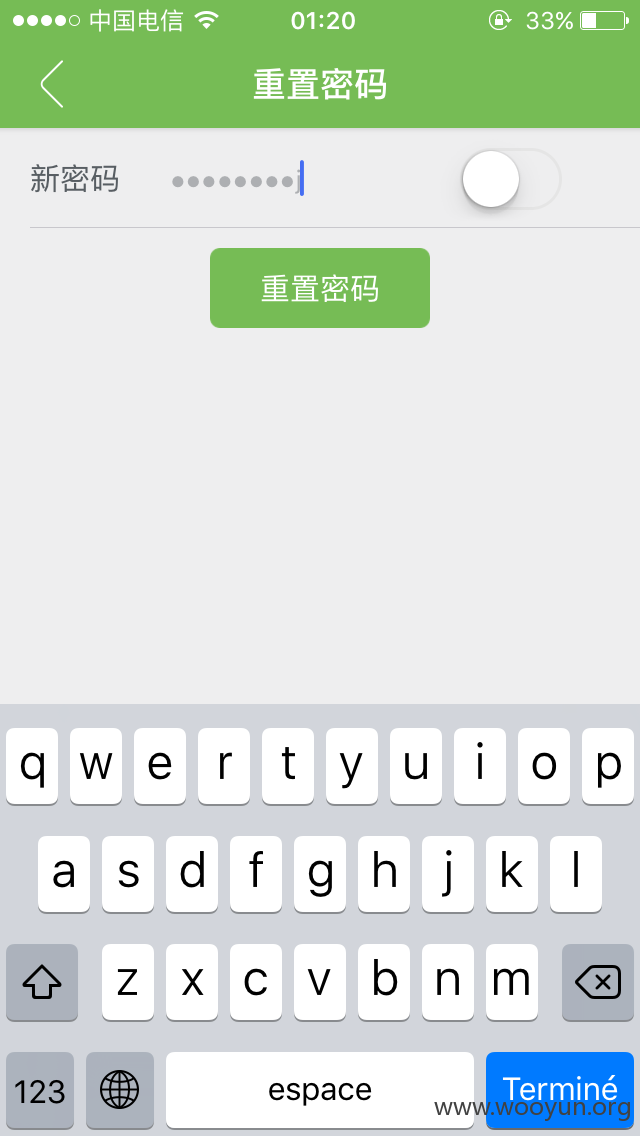 中国电信 01:20 33%
重置密码
新密码 ••••••••j
重置密码
q w e r t y u i o p
a s d f g h j k l
z x c v b n m
123 espace Terminé
www.wooyun.org